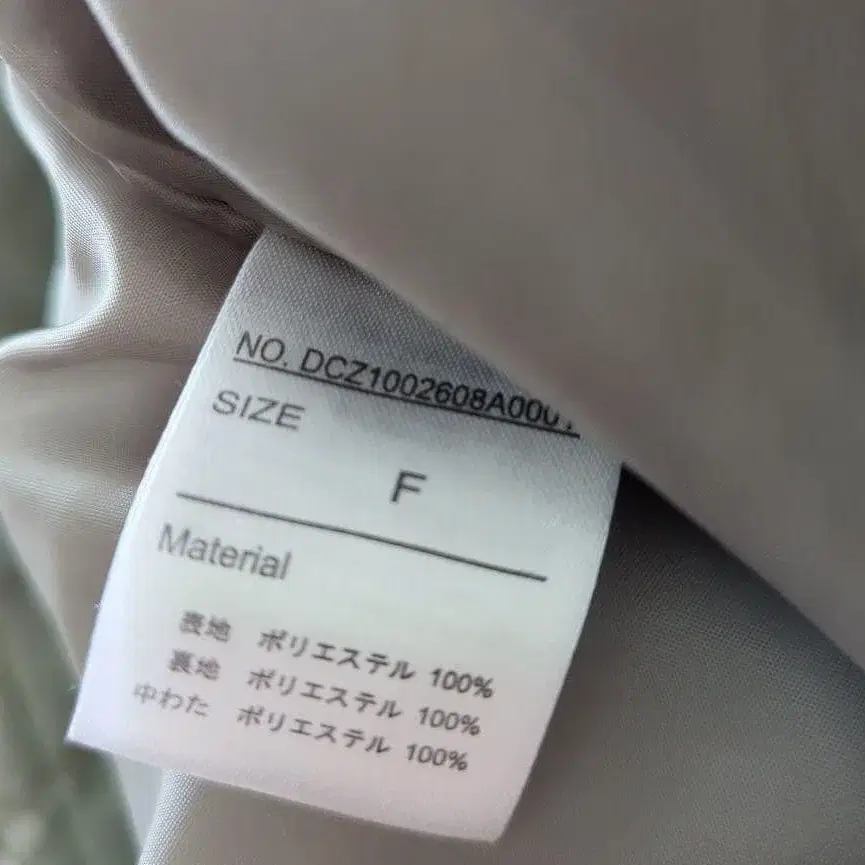 NO.
SIZE
F
Material
表地 ポリエステル 100%
裏地 ポリエステル 100%
中わた ポリエステル 100%